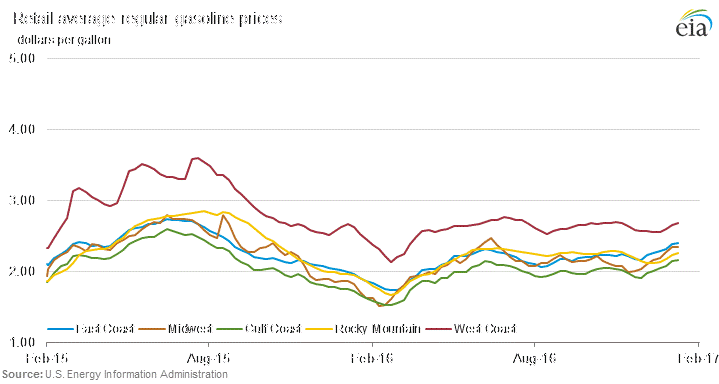 Retail average regular gasoline prices
dollars per gallon
eia
5.00
4.00
3.00
2.00
1.00
East Coast Midwest Gulf Coast Rocky Mountain West Coast
Feb-15 Aug-15 Feb-16 Aug-16 Feb-17
Source: U.S. Energy Information Administration